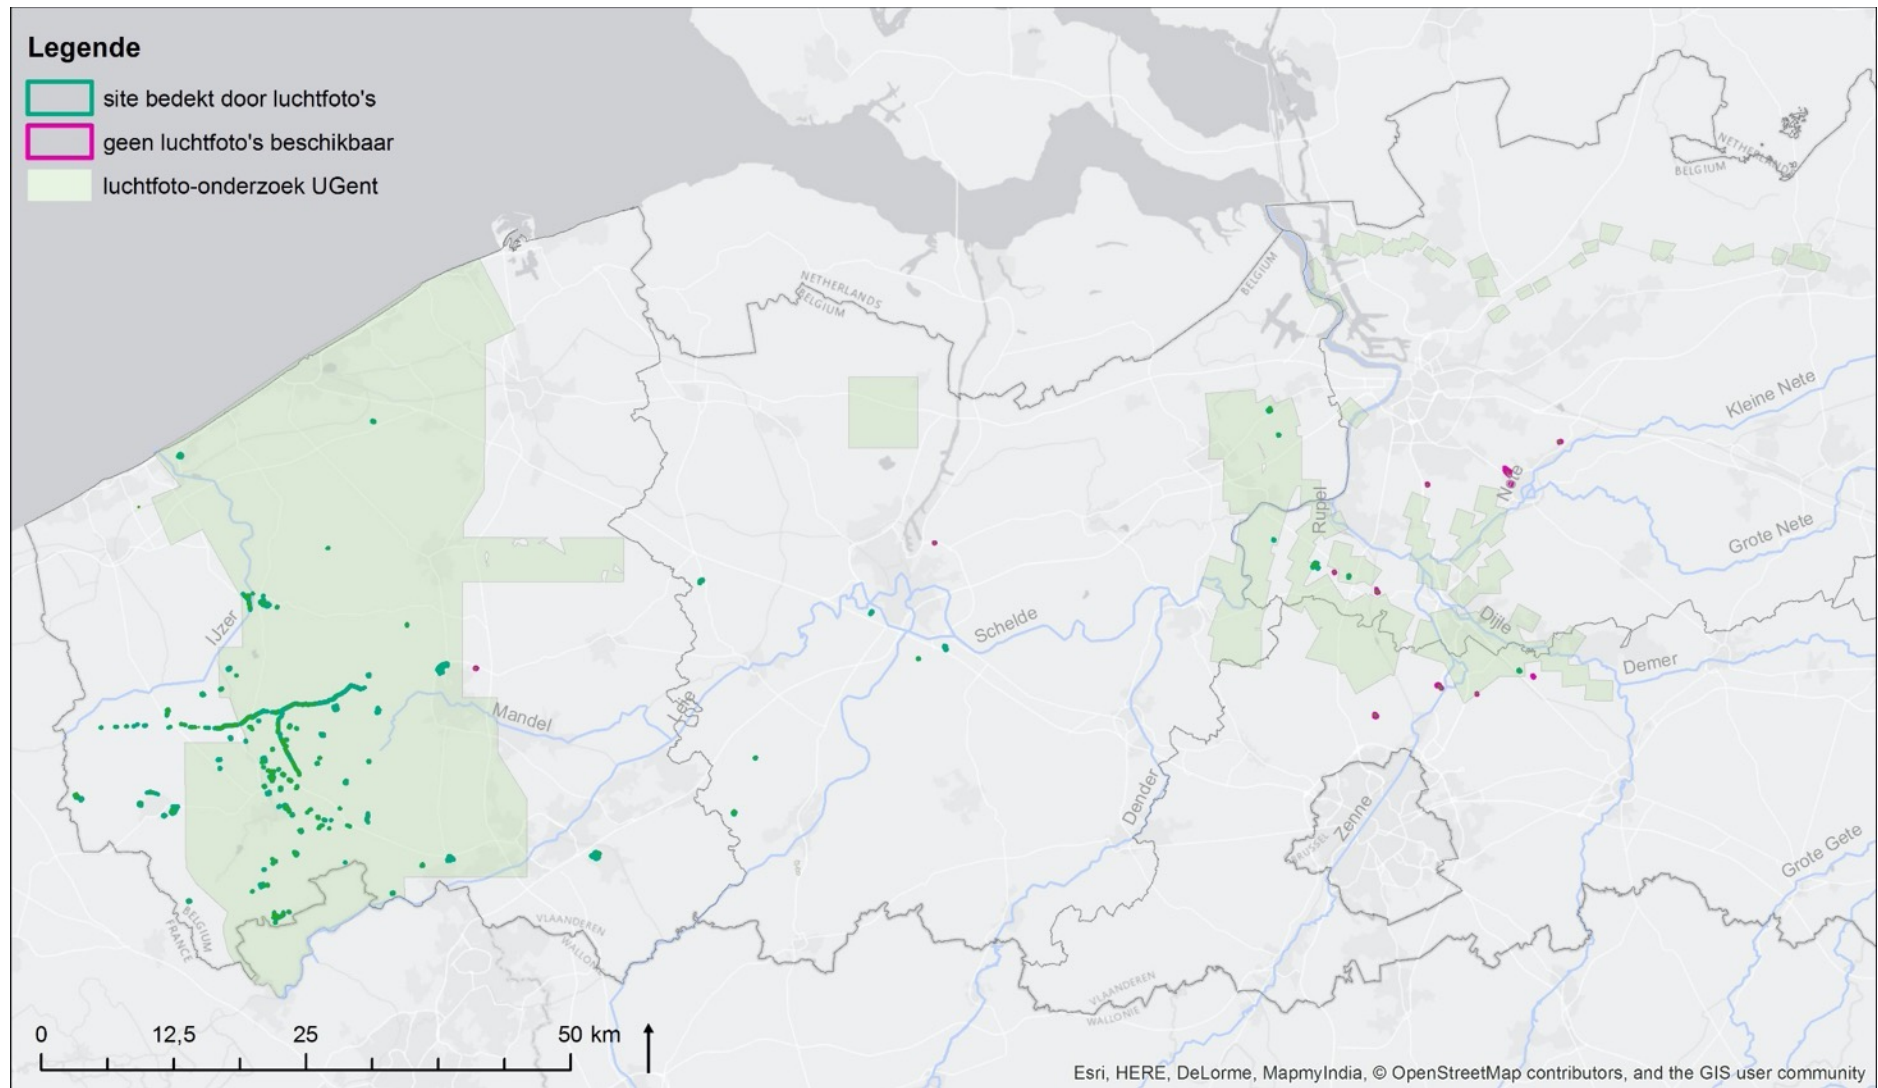 Legende
site bedekt door luchtfoto's
geen luchtfoto's beschikbaar
luchtfoto-onderzoek UGent
NETHERLANDS
BELGIUM
NETHERLANDS
BELGIUM
BELGIUM
Kleine Nete
Nete
Rupel
Grote Nete
IJzer
Schelde
Dijle
Demer
Leie
Mandel
Dender
Zenne
BRUSSEL
Grote Gete
BELGIUM
FRANCE
VLAANDEREN
WALLONIE
VLAANDEREN
WALLONIE
0 12,5 25 50 km
Esri, HERE, DeLorme, MapmyIndia, © OpenStreetMap contributors, and the GIS user community